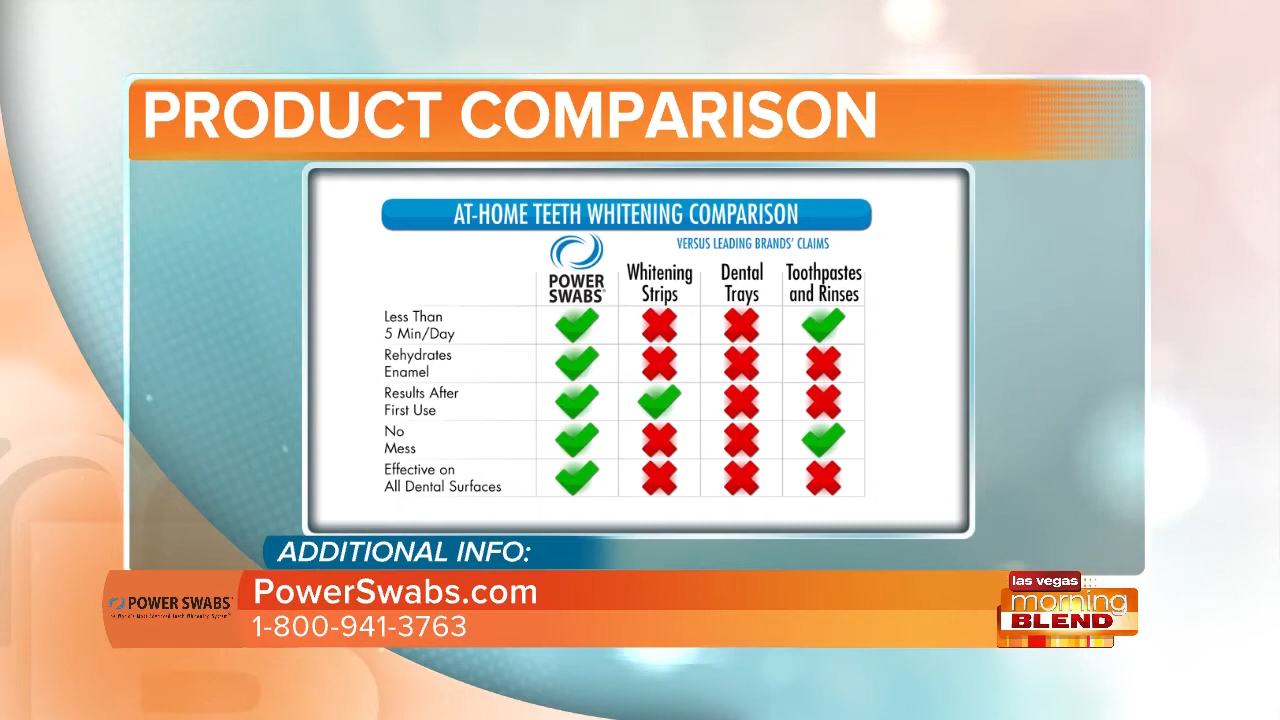 PRODUCT COMPARISON
AT-HOME TEETH WHITENING COMPARISON
VERSUS LEADING BRANDS' CLAIMS
POWER
SWABS®
Whitening
Strips
Dental
Trays
Toothpastes
and Rinses
Less Than
5 Min/Day
Rehydrates
Enamel
Results After
First Use
No
Mess
Effective on
All Dental Surfaces
ADDITIONAL INFO:
POWER SWABS
PowerSwabs.com
1-800-941-3763
las vegas
morning
BLEND